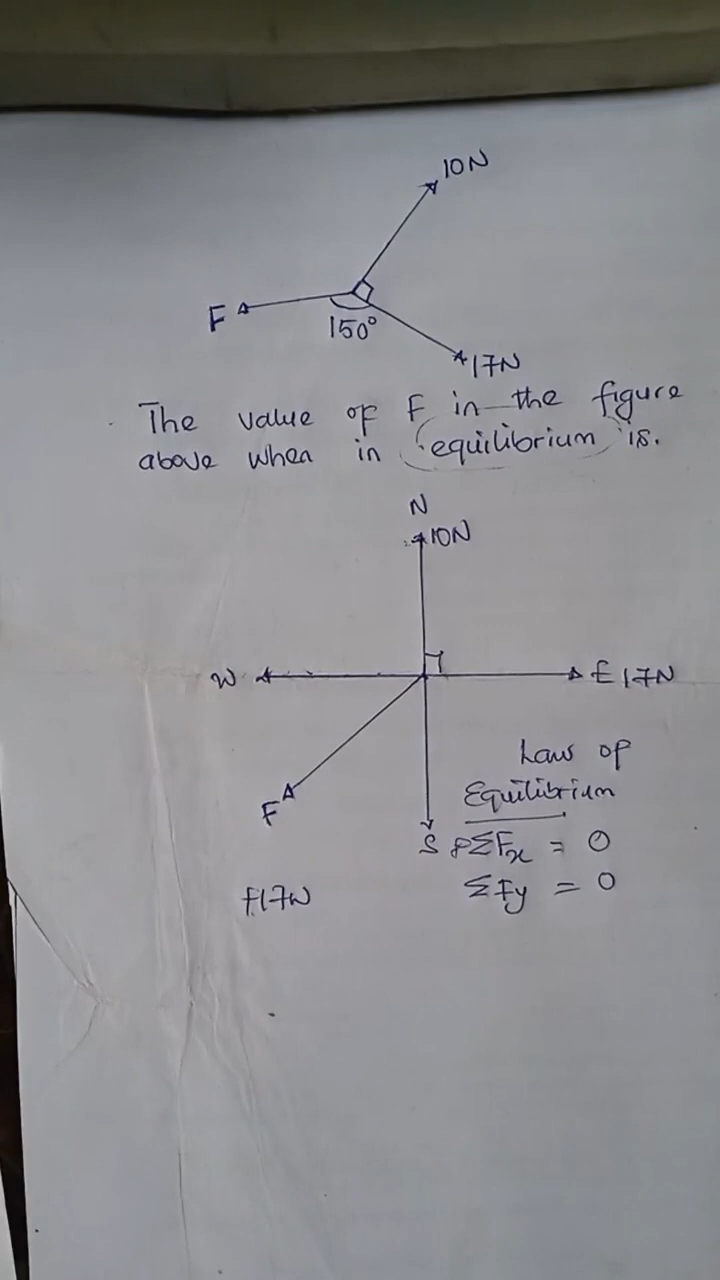 10N
F
150°
17N
The value of F in the figure
above when in equilibrium is.
N
10N
W
E 17N
F
Law of
Equilibrium
S
ΣFx = 0
ΣFy = 0